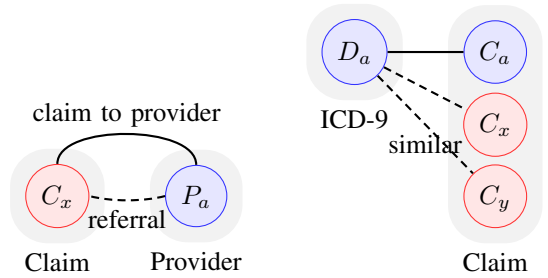 claim to provider
C_x
P_a
referral
Claim
Provider
D_a
C_a
ICD-9
C_x
similar
C_y
Claim